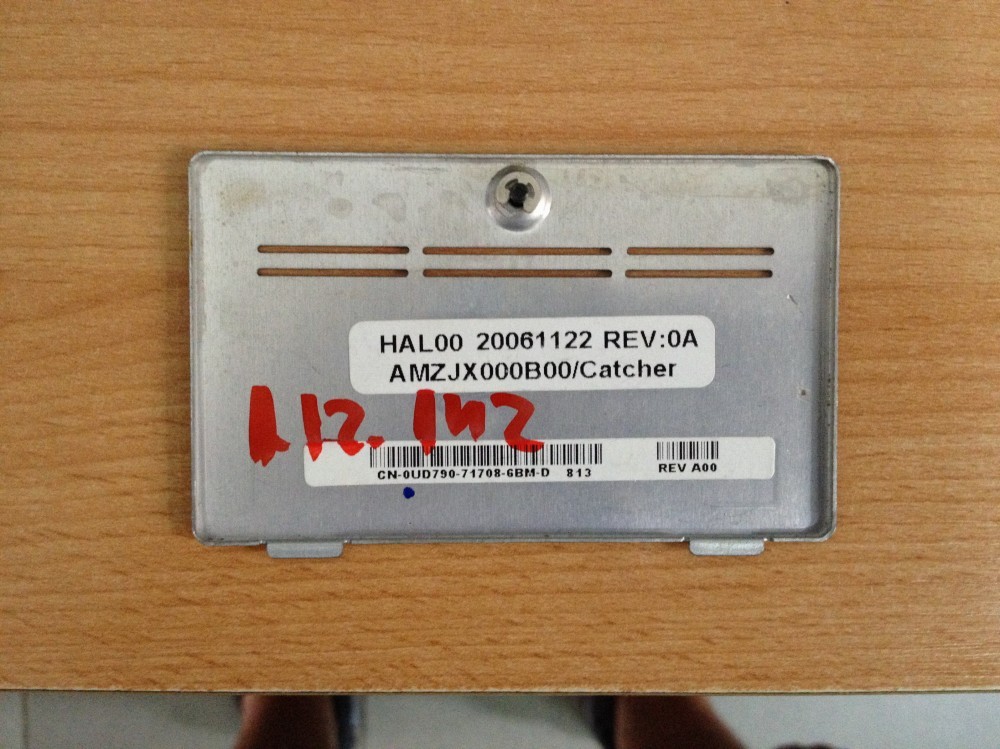 HAL00 20061122 REV:0A
AMZJX000B00/Catcher
112.142
CN-0UD790-71708-6BM-D 813 REV A00